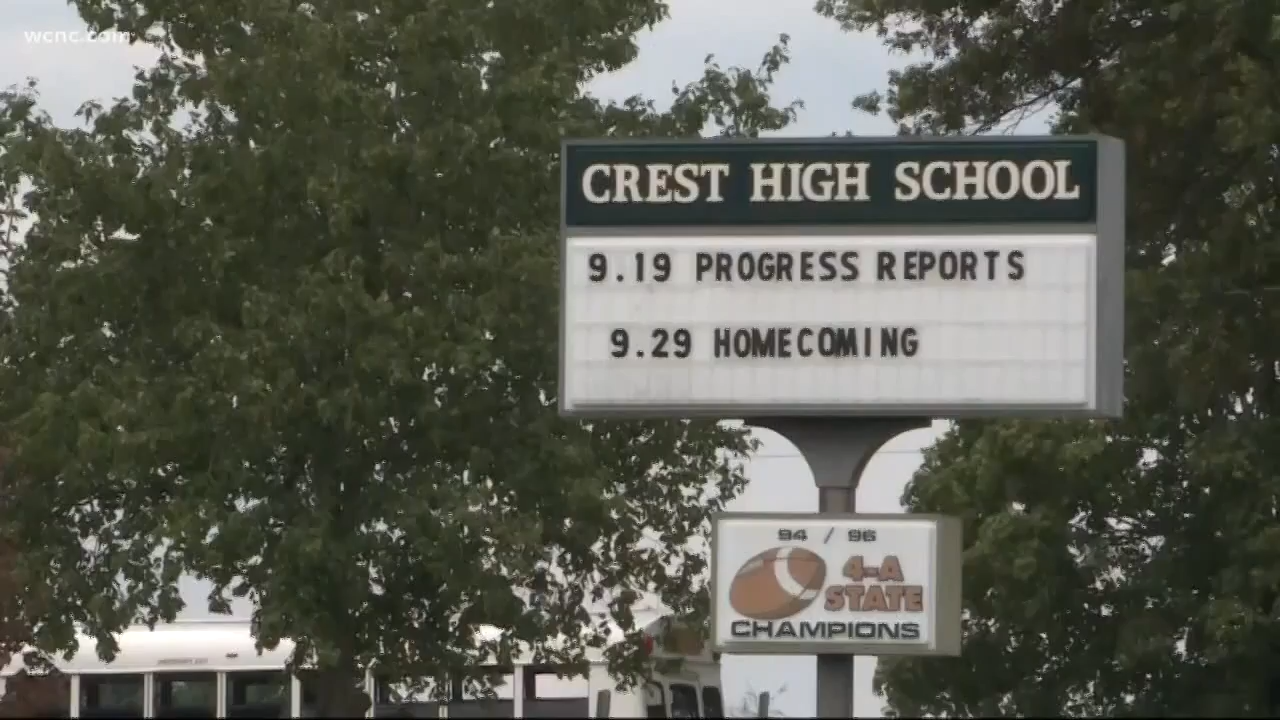 wcnc.com
CREST HIGH SCHOOL
9.19 PROGRESS REPORTS
9.29 HOMECOMING
94 / 96
4-A
STATE
CHAMPIONS